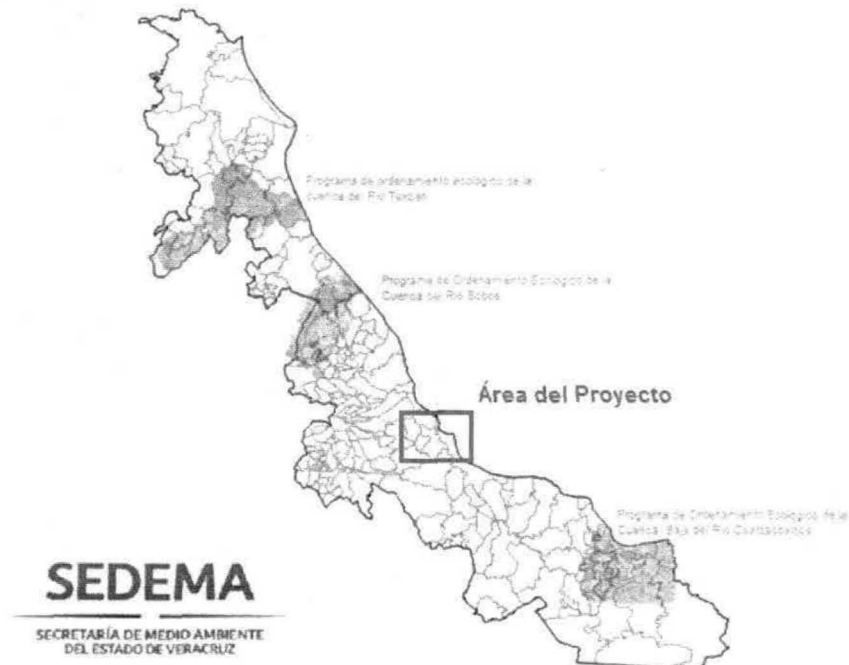 Programa de ordenamiento ecológico de la
cuenca del Río Tuxpan
Programa de Ordenamiento Ecológico de la
Cuenca del Río Bobos
Área del Proyecto
Programa de Ordenamiento Ecológico de la
Cuenca Baja del Río Coatzacoalcos
SEDEMA
SECRETARÍA DE MEDIO AMBIENTE
DEL ESTADO DE VERACRUZ